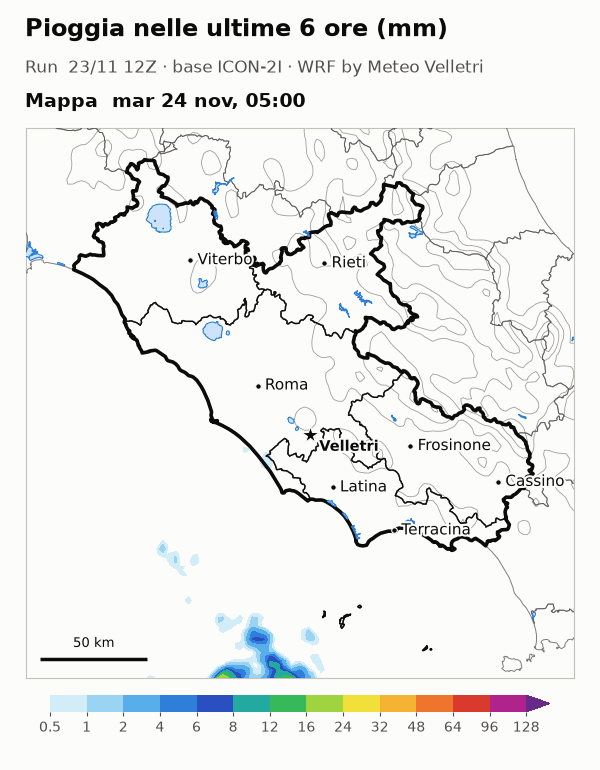 Pioggia nelle ultime 6 ore (mm)
Run 23/11 12Z · base ICON-2I · WRF by Meteo Velletri
Mappa mar 24 nov, 05:00
Viterbo
Rieti
Roma
Velletri
Frosinone
Cassino
Latina
Terracina
50 km
0.5 1 2 4 6 8 12 16 24 32 48 64 96 128